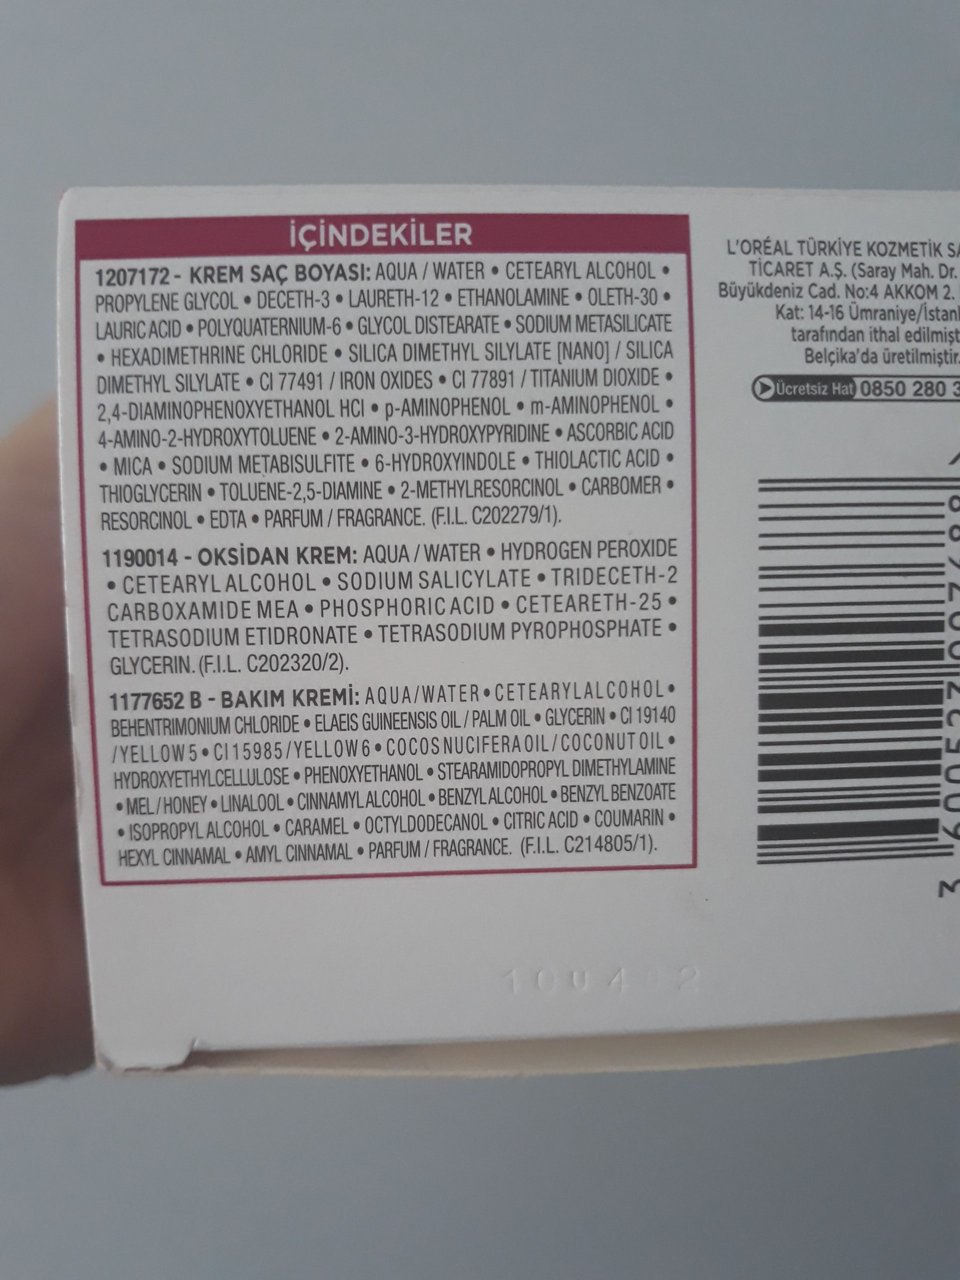 İÇİNDEKİLER
1207172 - KREM SAÇ BOYASI: AQUA / WATER • CETEARYL ALCOHOL •
PROPYLENE GLYCOL • DECETH-3 • LAURETH-12 • ETHANOLAMINE • OLETH-30 •
LAURIC ACID • POLYQUATERNIUM-6 • GLYCOL DISTEARATE • SODIUM METASILICATE
• HEXADIMETHRINE CHLORIDE • SILICA DIMETHYL SILYLATE [NANO] / SILICA
DIMETHYL SILYLATE • CI 77491 / IRON OXIDES • CI 77891 / TITANIUM DIOXIDE •
2,4-DIAMINOPHENOXYETHANOL HCI • p-AMINOPHENOL • m-AMINOPHENOL •
4-AMINO-2-HYDROXYTOLUENE • 2-AMINO-3-HYDROXYPYRIDINE • ASCORBIC ACID
• MICA • SODIUM METABISULFITE • 6-HYDROXYINDOLE • THIOLACTIC ACID •
THIOGLYCERIN • TOLUENE-2,5-DIAMINE • 2-METHYLRESORCINOL • CARBOMER •
RESORCINOL • EDTA • PARFUM / FRAGRANCE. (F.I.L. C202279/1).
1190014 - OKSİDAN KREM: AQUA / WATER • HYDROGEN PEROXIDE
• CETEARYL ALCOHOL • SODIUM SALICYLATE • TRIDECETH-2
CARBOXAMIDE MEA • PHOSPHORIC ACID • CETEARETH-25 •
TETRASODIUM ETIDRONATE • TETRASODIUM PYROPHOSPHATE •
GLYCERIN. (F.I.L. C202320/2).
1177652 B - BAKIM KREMİ: AQUA/WATER • CETEARYL ALCOHOL •
BEHENTRIMONIUM CHLORIDE • ELAEIS GUINEENSIS OIL / PALM OIL • GLYCERIN • CI 19140
/ YELLOW 5 • CI 15985 / YELLOW 6 • COCOS NUCIFERA OIL / COCONUT OIL •
HYDROXYETHYLCELLULOSE • PHENOXYETHANOL • STEARAMIDOPROPYL DIMETHYLAMINE
• MEL / HONEY • LINALOOL • CINNAMYL ALCOHOL • BENZYL ALCOHOL • BENZYL BENZOATE
• ISOPROPYL ALCOHOL • CARAMEL • OCTYLDODECANOL • CITRIC ACID • COUMARIN •
HEXYL CINNAMAL • AMYL CINNAMAL • PARFUM / FRAGRANCE. (F.I.L. C214805/1).
L'ORÉAL TÜRKİYE KOZMETİK
TİCARET A.Ş. (Saray Mah. Dr.
Büyükdeniz Cad. No:4 AKKOM 2.
Kat: 14-16 Ümraniye/
tarafından ithal
Belçika'da üretilmiştir.
Ücretsiz Hat 0850 280